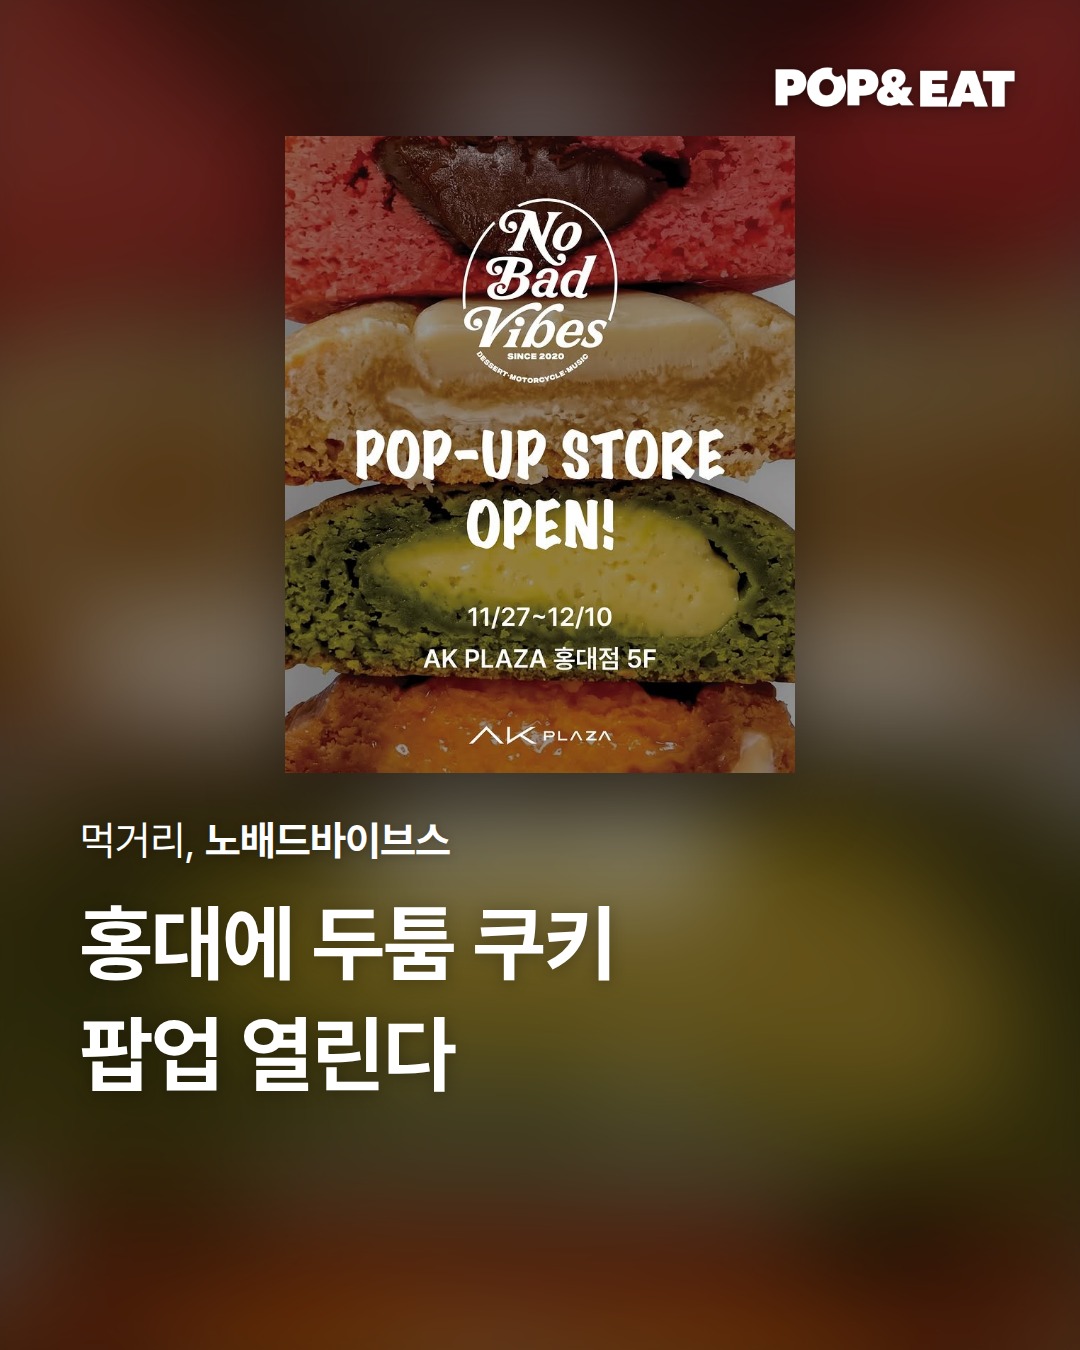 POP&EAT
No
Bad
Vibes
SINCE 2020
DESSERT·MOTORCYCLE·MUSIC
POP-UP STORE
OPEN!
11/27~12/10
AK PLAZA 홍대점 5F
AK PLAZA
먹거리, 노배드바이브스
홍대에 두툼 쿠키
팝업 열린다